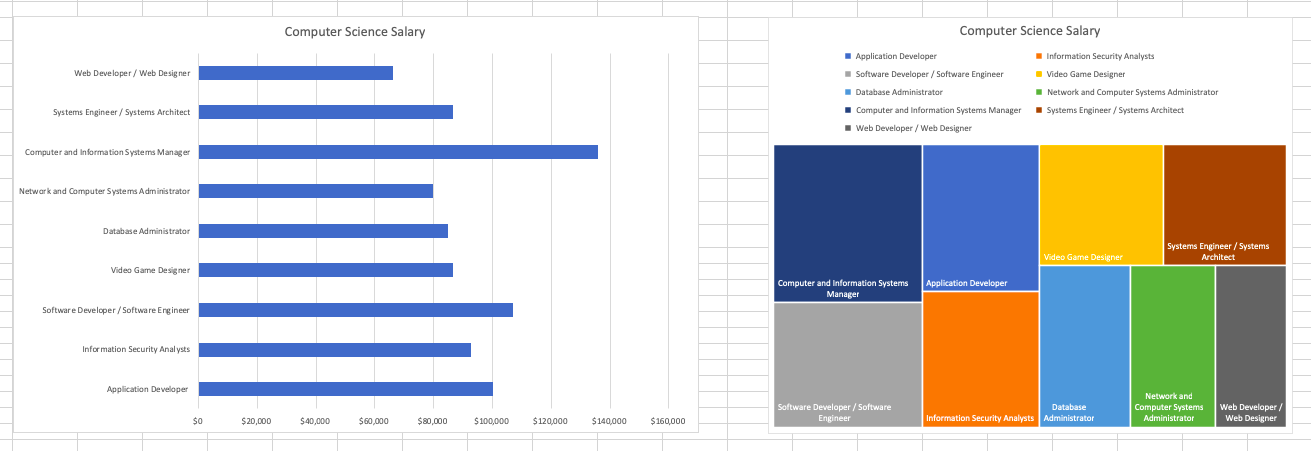 Computer Science Salary
Web Developer / Web Designer
Systems Engineer / Systems Architect
Computer and Information Systems Manager
Network and Computer Systems Administrator
Database Administrator
Video Game Designer
Software Developer / Software Engineer
Information Security Analysts
Application Developer
$0 $20,000 $40,000 $60,000 $80,000 $100,000 $120,000 $140,000 $160,000
Computer Science Salary
Application Developer Information Security Analysts
Software Developer / Software Engineer Video Game Designer
Database Administrator Network and Computer Systems Administrator
Computer and Information Systems Manager Systems Engineer / Systems Architect
Web Developer / Web Designer
Computer and Information Systems
Manager
Application Developer
Video Game Designer
Systems Engineer / Systems
Architect
Software Developer / Software
Engineer
Information Security Analysts
Database
Administrator
Network and
Computer Systems
Administrator
Web Developer /
Web Designer